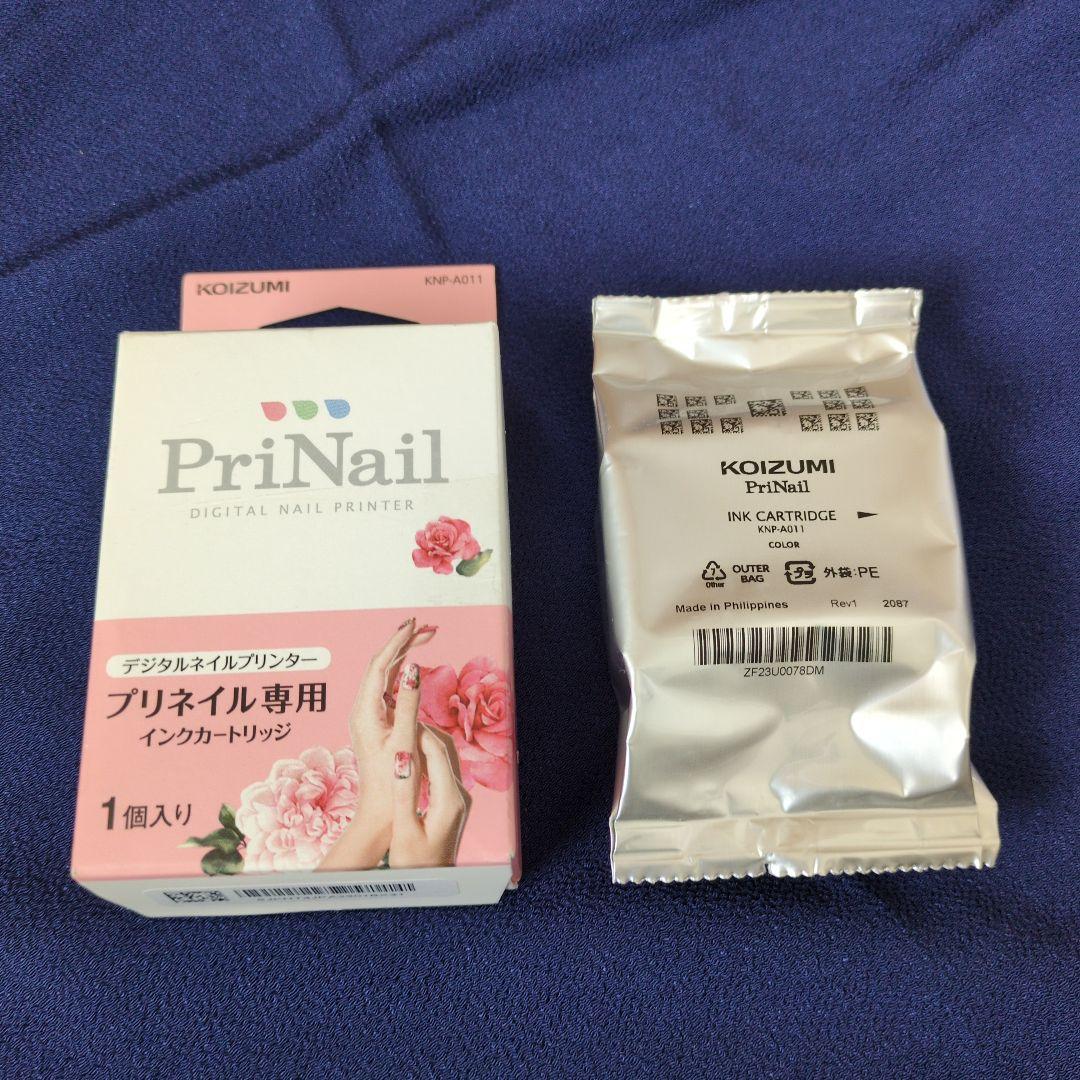 KOIZUMI
KNP-A011
PriNail
DIGITAL NAIL PRINTER
デジタルネイルプリンター
プリネイル専用
インクカートリッジ
1個入り
KOIZUMI
PriNail
INK CARTRIDGE
KNP-A011
COLOR
7
Other
OUTER
BAG
プラ
外袋:PE
Made in Philippines Rev1 2087
ZF23U0078DM